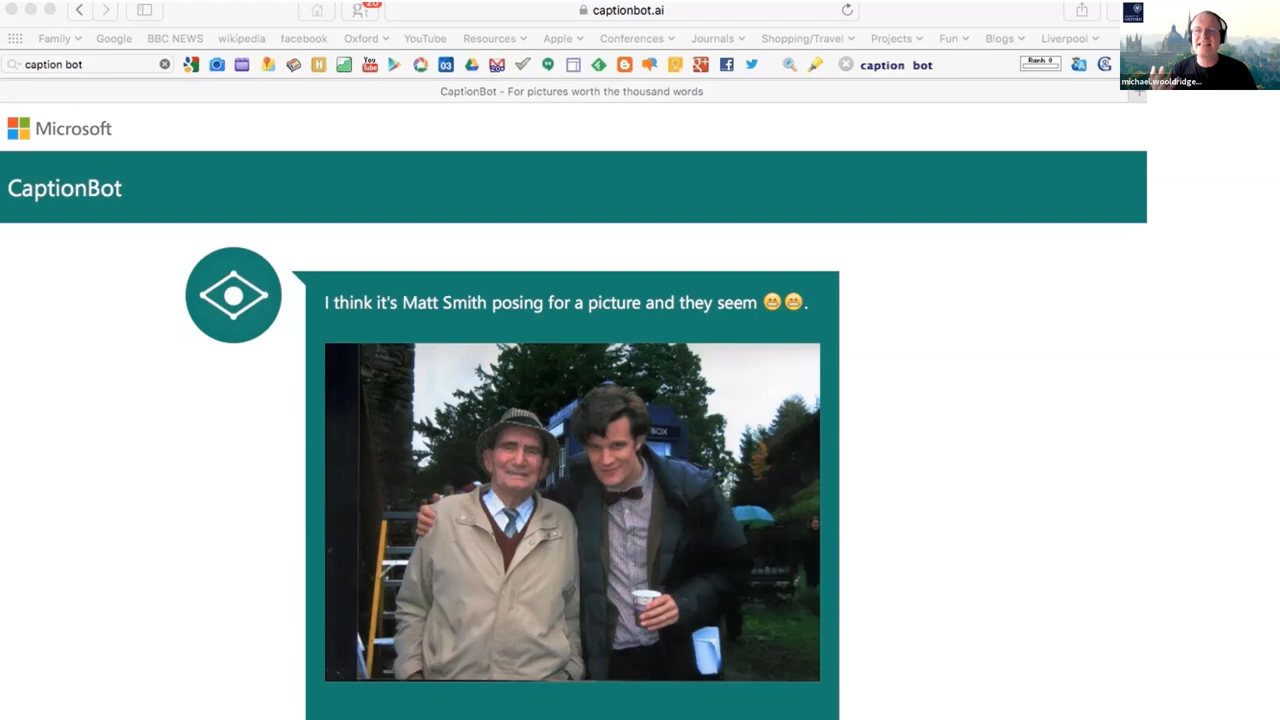 captionbot.ai
Family Google BBC NEWS wikipedia facebook Oxford YouTube Resources Apple Conferences Journals Shopping/Travel Projects Fun Blogs Liverpool
caption bot
caption bot
CaptionBot - For pictures worth the thousand words
michael.wooldridge...
Microsoft
CaptionBot
I think it's Matt Smith posing for a picture and they seem 😁😁.
BOX